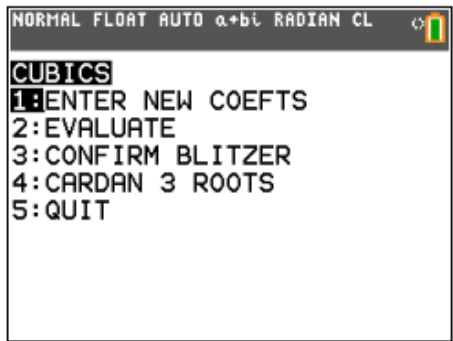 NORMAL FLOAT AUTO a+bi RADIAN CL
CUBICS
1:ENTER NEW COEFTS
2:EVALUATE
3:CONFIRM BLITZER
4:CARDAN 3 ROOTS
5:QUIT